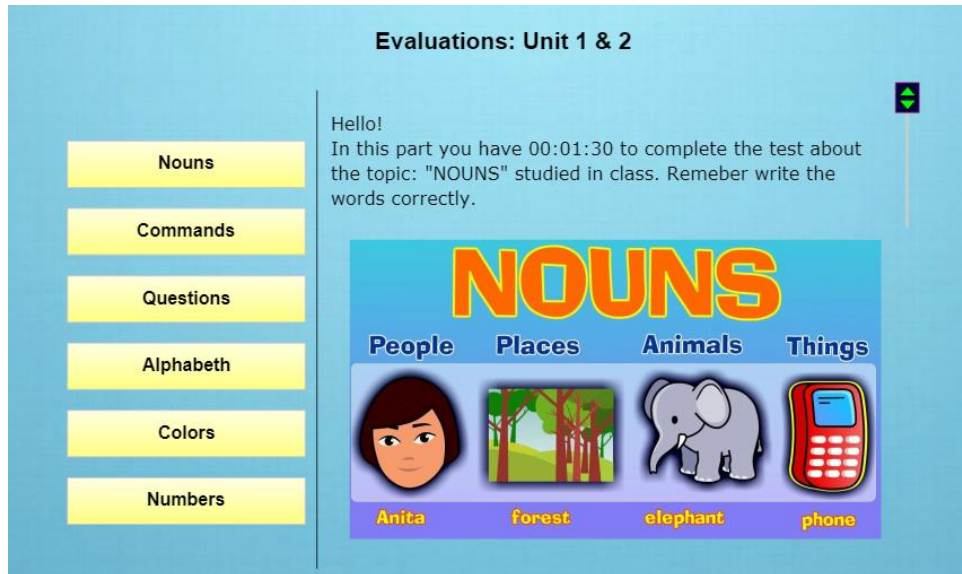 Evaluations: Unit 1 & 2
Nouns
Commands
Questions
Alphabeth
Colors
Numbers
Hello!
In this part you have 00:01:30 to complete the test about
the topic: "NOUNS" studied in class. Remeber write the
words correctly.
NOUNS
People Places Animals Things
Anita forest elephant phone